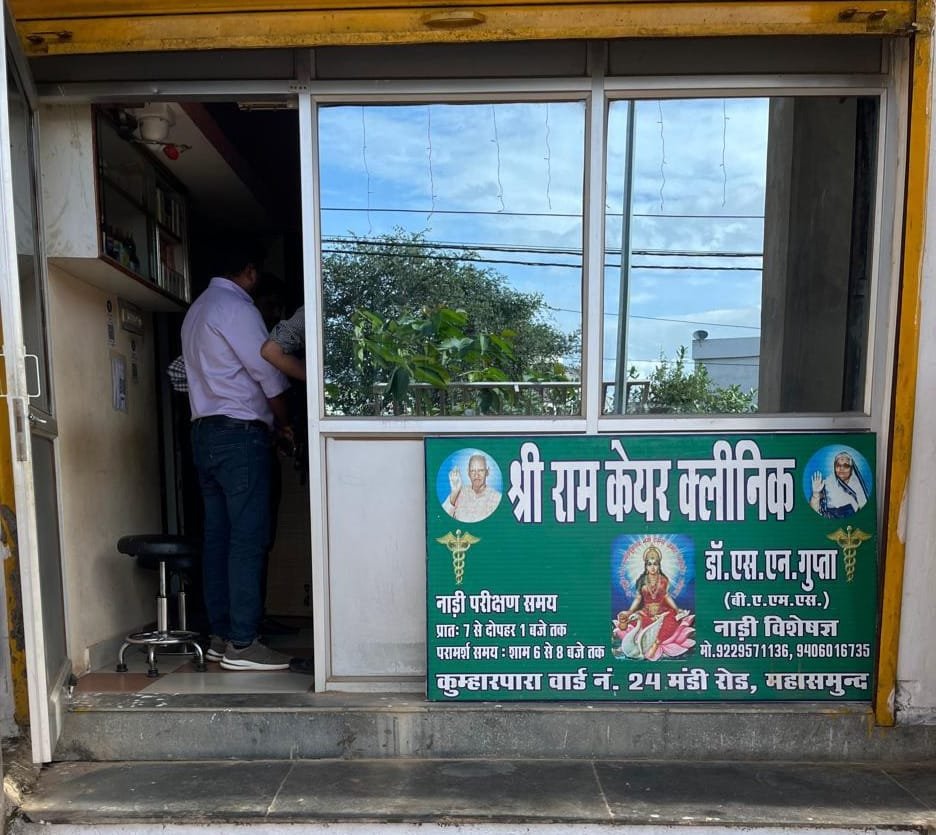 श्री राम केयर क्लीनिक
डॉ.एस.एन.गुप्ता
(बी.ए.एम.एस.)
नाड़ी विशेषज्ञ
मो.9229571136, 9406016735
नाड़ी परीक्षण समय
प्रातः 7 से दोपहर 1 बजे तक
परामर्श समय : शाम 6 से 8 बजे तक
कुम्हारपारा वार्ड नं. 24 मंडी रोड, महासमुन्द